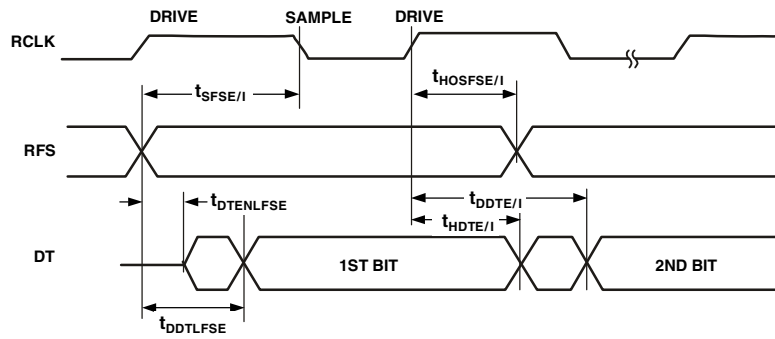 DRIVE SAMPLE DRIVE
RCLK
tSFSE/I tHOSFSE/I
RFS
tDDTE/I
tDTENLFSE
tHDTE/I
DT 1ST BIT 2ND BIT
tDDTLFSE